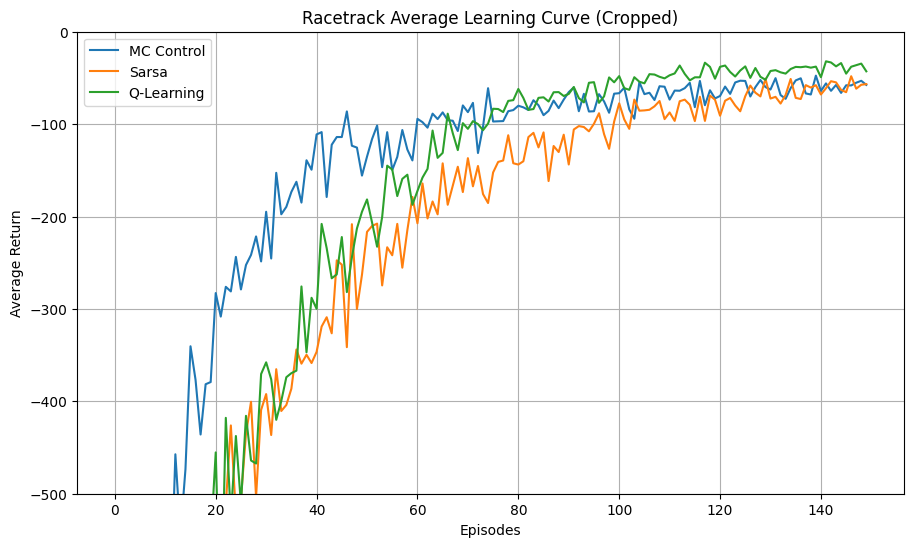 Racetrack Average Learning Curve (Cropped)
MC Control
Sarsa
Q-Learning
Average Return
0
−100
−200
−300
−400
−500
0 20 40 60 80 100 120 140
Episodes